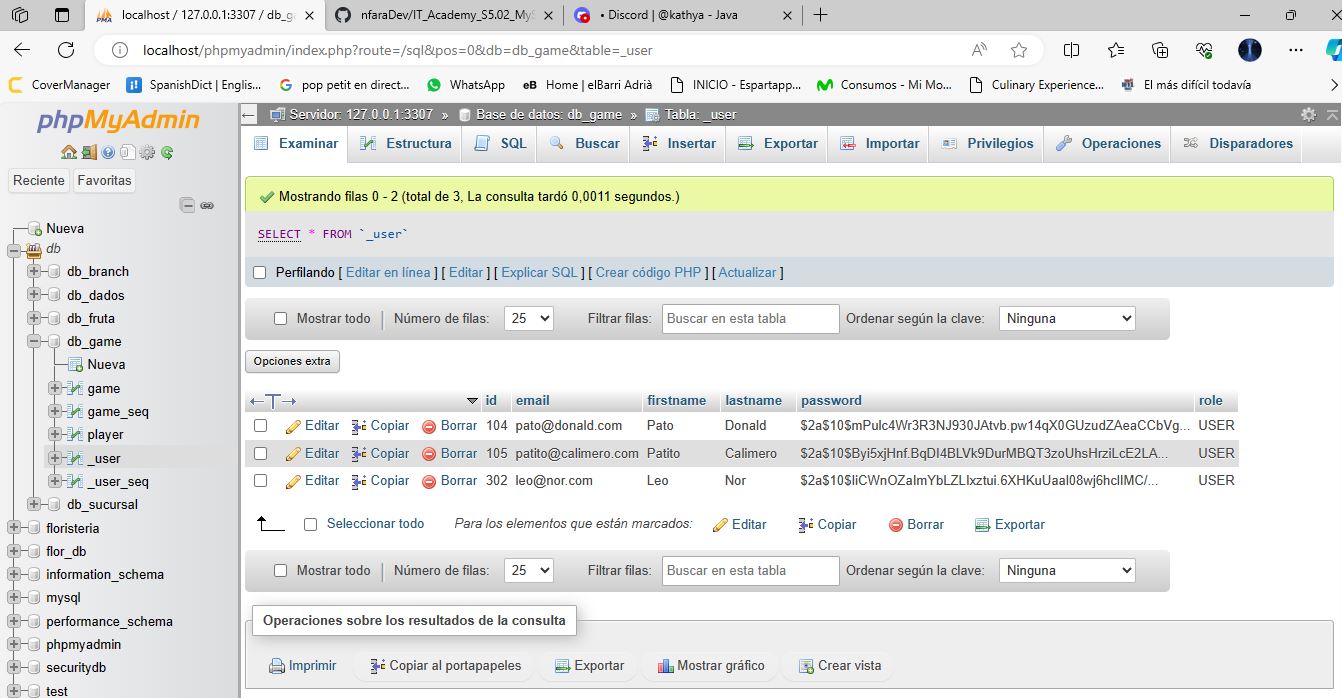 localhost / 127.0.0.1:3307 / db_g
nfaraDev/IT_Academy_S5.02_MyS
• Discord | @kathya - Java
localhost/phpmyadmin/index.php?route=/sql&pos=0&db=db_game&table=_user
CoverManager
SpanishDict | Englis...
pop petit en direct...
WhatsApp
Home | elBarri Adrià
INICIO - Espartapp...
Consumos - Mi Mo...
Culinary Experience...
El más difícil todavía
phpMyAdmin
Reciente Favoritas
Nueva
db
db_branch
db_dados
db_fruta
db_game
Nueva
game
game_seq
player
_user
_user_seq
db_sucursal
floristeria
flor_db
information_schema
mysql
performance_schema
phpmyadmin
securitydb
test
Servidor: 127.0.0.1:3307 » Base de datos: db_game » Tabla: _user
Examinar Estructura SQL Buscar Insertar Exportar Importar Privilegios Operaciones Disparadores
Mostrando filas 0 - 2 (total de 3, La consulta tardó 0,0011 segundos.)
SELECT * FROM `_user`
Perfilando [ Editar en línea ] [ Editar ] [ Explicar SQL ] [ Crear código PHP ] [ Actualizar ]
Mostrar todo | Número de filas: 25 Filtrar filas: Buscar en esta tabla Ordenar según la clave: Ninguna
Opciones extra
id email firstname lastname password role
Editar Copiar Borrar 104 pato@donald.com Pato Donald $2a$10$mPulc4Wr3R3NJ930JAtvb.pw14qX0GUzudZAeaCCbVg... USER
Editar Copiar Borrar 105 patito@calimero.com Patito Calimero $2a$10$Byi5xjHnf.BqDI4BLVk9DurMBQT3zoUhsHrziLcE2LA... USER
Editar Copiar Borrar 302 leo@nor.com Leo Nor $2a$10$liCWnOZaImYbLZLIxztui.6XHKuUaal08wj6hclIMC/... USER
Seleccionar todo Para los elementos que están marcados: Editar Copiar Borrar Exportar
Mostrar todo | Número de filas: 25 Filtrar filas: Buscar en esta tabla Ordenar según la clave: Ninguna
Operaciones sobre los resultados de la consulta
Imprimir Copiar al portapapeles Exportar Mostrar gráfico Crear vista